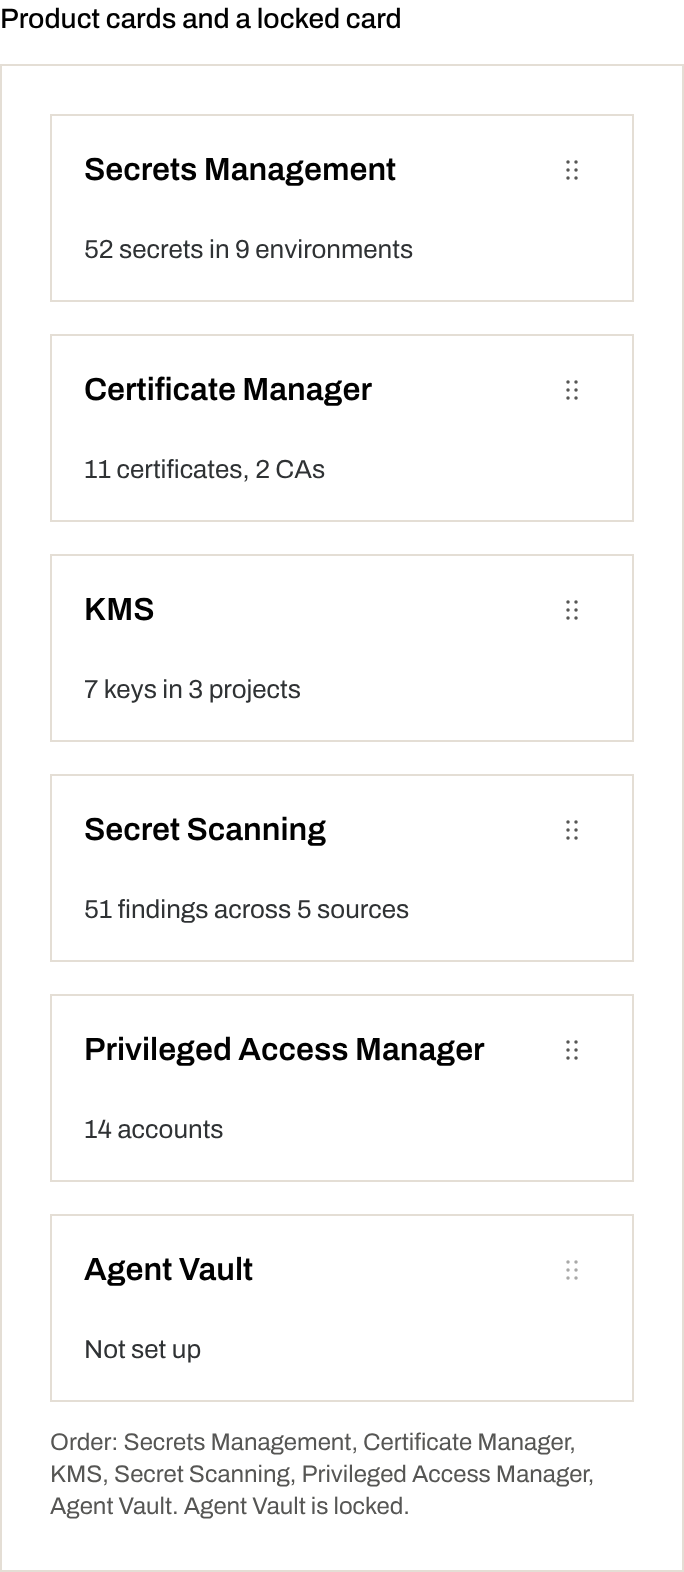 Product cards and a locked card
Secrets Management
52 secrets in 9 environments
Certificate Manager
11 certificates, 2 CAs
KMS
7 keys in 3 projects
Secret Scanning
51 findings across 5 sources
Privileged Access Manager
14 accounts
Agent Vault
Not set up
Order: Secrets Management, Certificate Manager,
KMS, Secret Scanning, Privileged Access Manager,
Agent Vault. Agent Vault is locked.